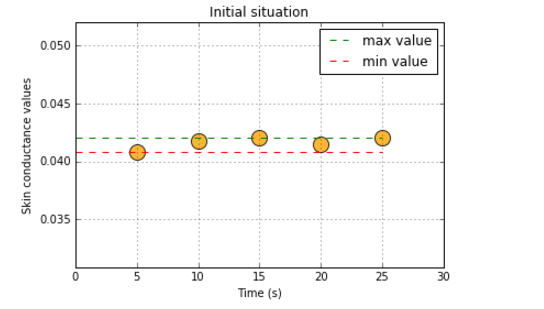 Initial situation
max value
min value
0.050
0.045
0.040
0.035
Skin conductance values
0
5
10
15
20
25
30
Time (s)